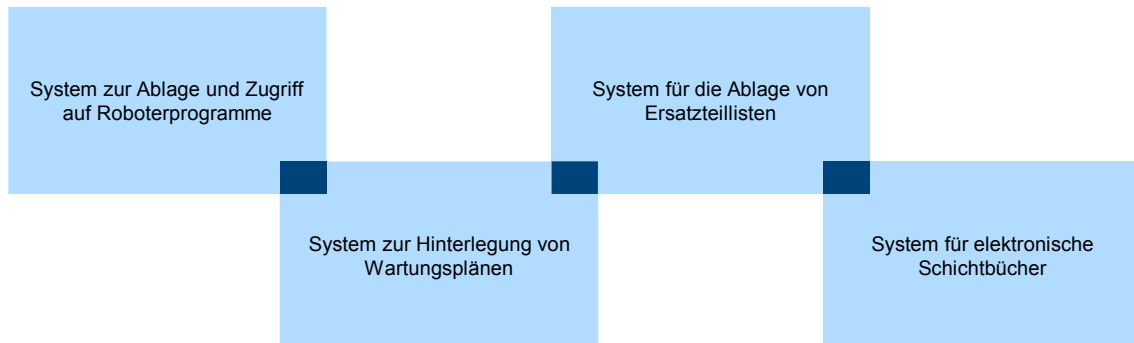 System zur Ablage und Zugriff
auf Roboterprogramme
System für die Ablage von
Ersatzteillisten
System zur Hinterlegung von
Wartungsplänen
System für elektronische
Schichtbücher